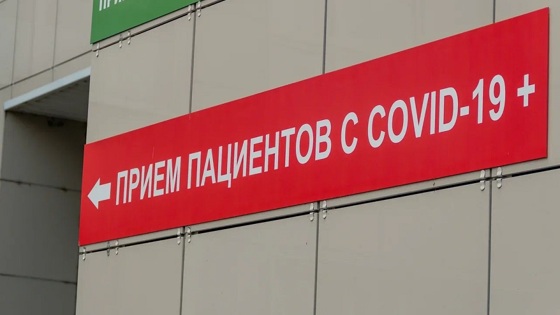 ПРИЕМ ПАЦИЕНТОВ С COVID-19 +